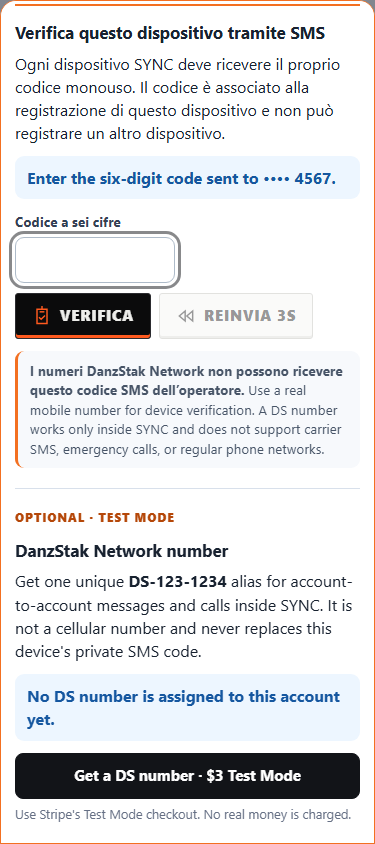 Verifica questo dispositivo tramite SMS
Ogni dispositivo SYNC deve ricevere il proprio
codice monouso. Il codice è associato alla
registrazione di questo dispositivo e non può
registrare un altro dispositivo.
Enter the six-digit code sent to •••• 4567.
Codice a sei cifre
VERIFICA
REINVIA 3S
I numeri DanzStak Network non possono ricevere
questo codice SMS dell’operatore. Use a real
mobile number for device verification. A DS number
works only inside SYNC and does not support carrier
SMS, emergency calls, or regular phone networks.
OPTIONAL · TEST MODE
DanzStak Network number
Get one unique DS-123-1234 alias for account-
to-account messages and calls inside SYNC. It is
not a cellular number and never replaces this
device's private SMS code.
No DS number is assigned to this account
yet.
Get a DS number · $3 Test Mode
Use Stripe's Test Mode checkout. No real money is charged.